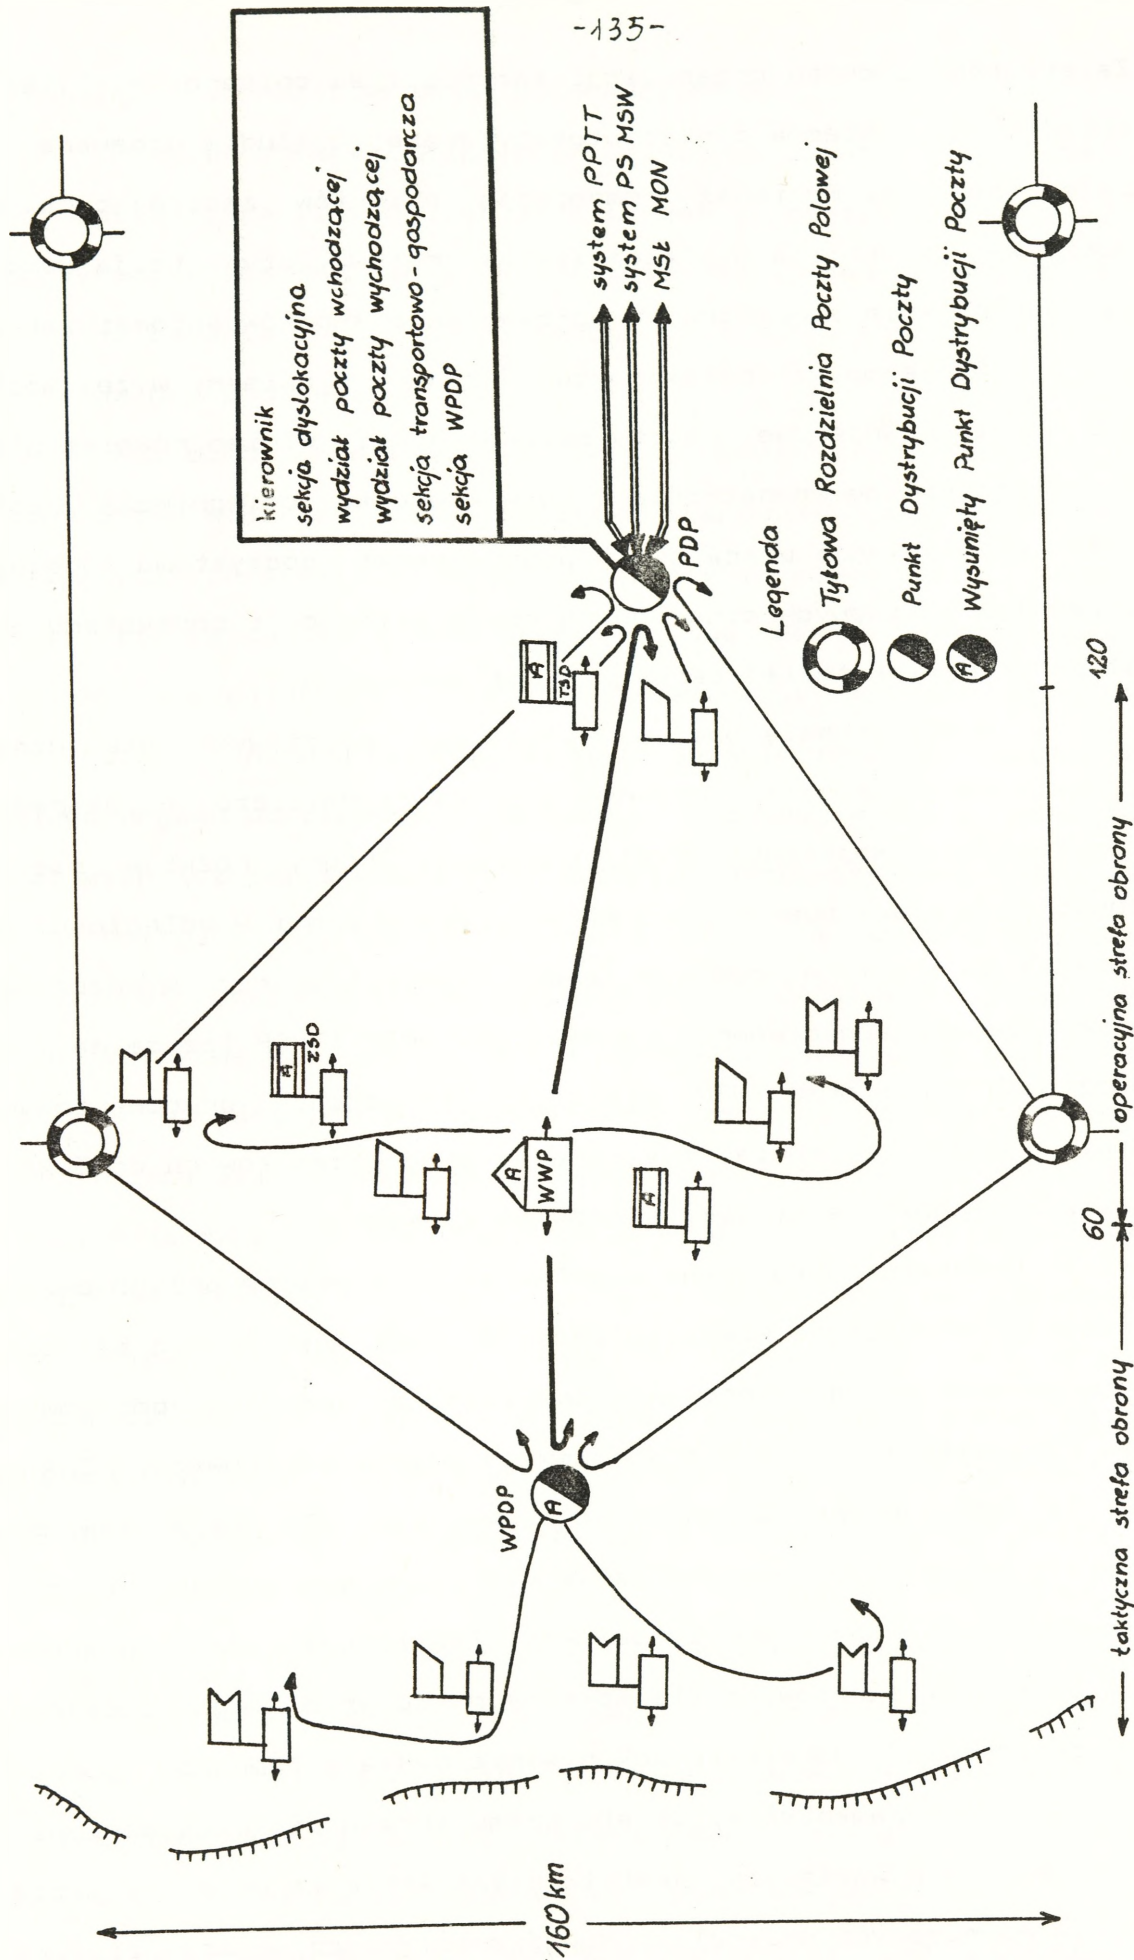 -135-
kierownik
sekcja dyslokacyjna
wydział poczty wchodzącej
wydział poczty wychodzącej
sekcja transportowo-gospodarcza
sekcja WPDP
system PPTT
system PS MSW
MSŁ MON
PDP
A
TSD
A
ZSD
A
WWP
A
WPDP
A
Legenda
Tyłowa Rozdzielnia Poczty Polowej
Punkt Dystrybucji Poczty
A
Wysunięty Punkt Dystrybucji Poczty
160km
taktyczna strefa obrony
60
operacyjna strefa obrony
120